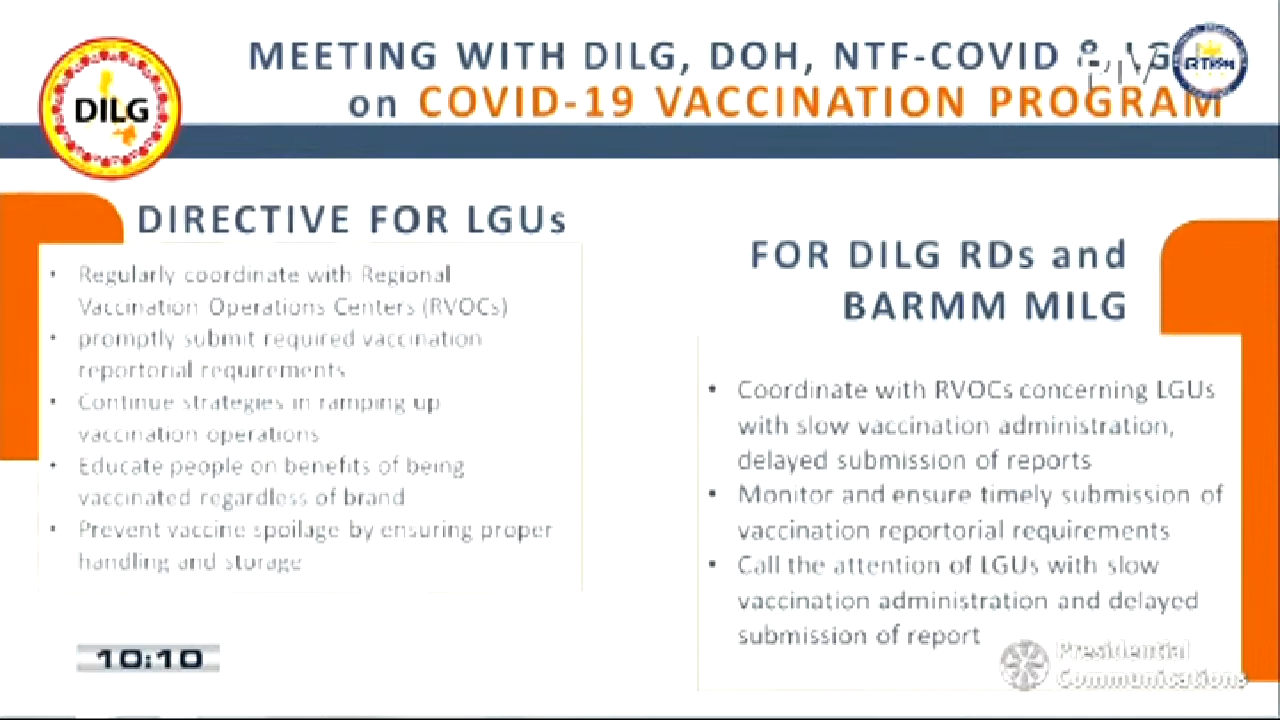 MEETING WITH DILG, DOH, NTF-COVID &
on COVID-19 VACCINATION PROGRAM
DILG
PTV
RTVM
DIRECTIVE FOR LGUs
• Regularly coordinate with Regional
Vaccination Operations Centers (RVOCs)
• promptly submit required vaccination
reportorial requirements
• Continue strategies in ramping up
vaccination operations
• Educate people on benefits of being
vaccinated regardless of brand
• Prevent vaccine spoilage by ensuring proper
handling and storage
FOR DILG RDs and
BARMM MILG
• Coordinate with RVOCs concerning LGUs
with slow vaccination administration,
delayed submission of reports
• Monitor and ensure timely submission of
vaccination reportorial requirements
• Call the attention of LGUs with slow
vaccination administration and delayed
submission of report
10:10
Presidential
Communications